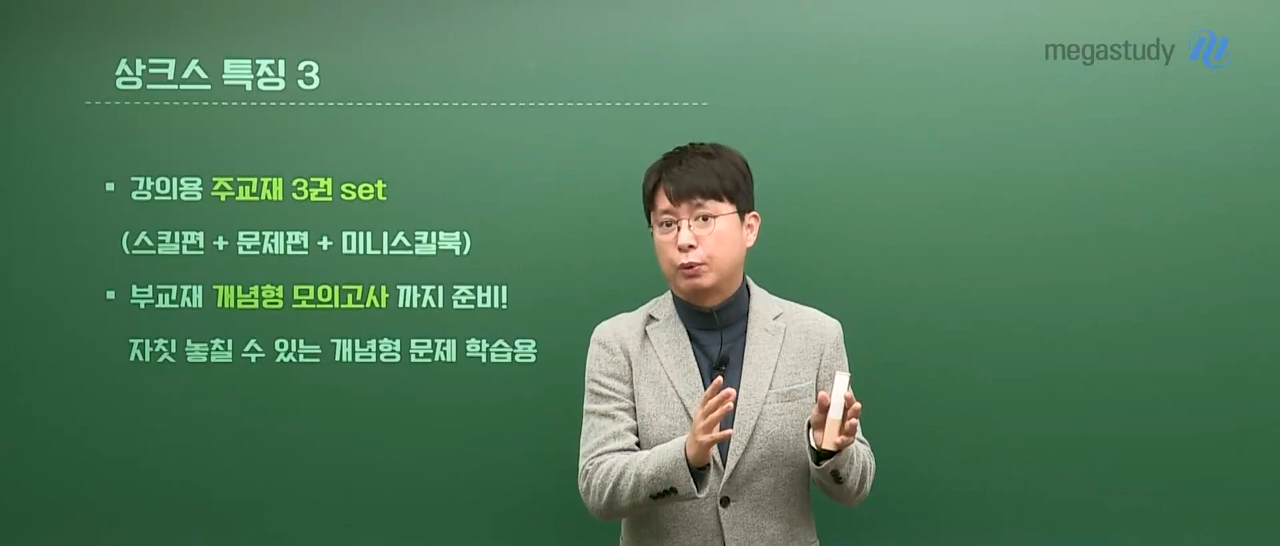 megastudy
상크스 특징 3
▪ 강의용 주교재 3권 set
(스킬편 + 문제편 + 미니스킬북)
▪ 부교재 개념형 모의고사 까지 준비!
자칫 놓칠 수 있는 개념형 문제 학습용